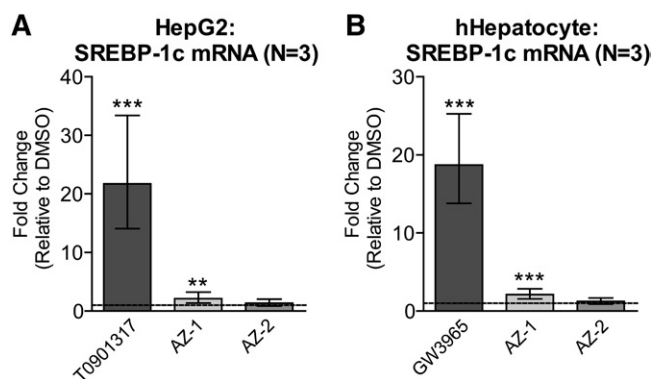 A
HepG2:
SREBP-1c mRNA (N=3)
Fold Change
(Relative to DMSO)
40
30
20
10
0
***
**
T0901317
AZ-1
AZ-2
B
hHepatocyte:
SREBP-1c mRNA (N=3)
Fold Change
(Relative to DMSO)
30
20
10
0
***
***
GW3965
AZ-1
AZ-2